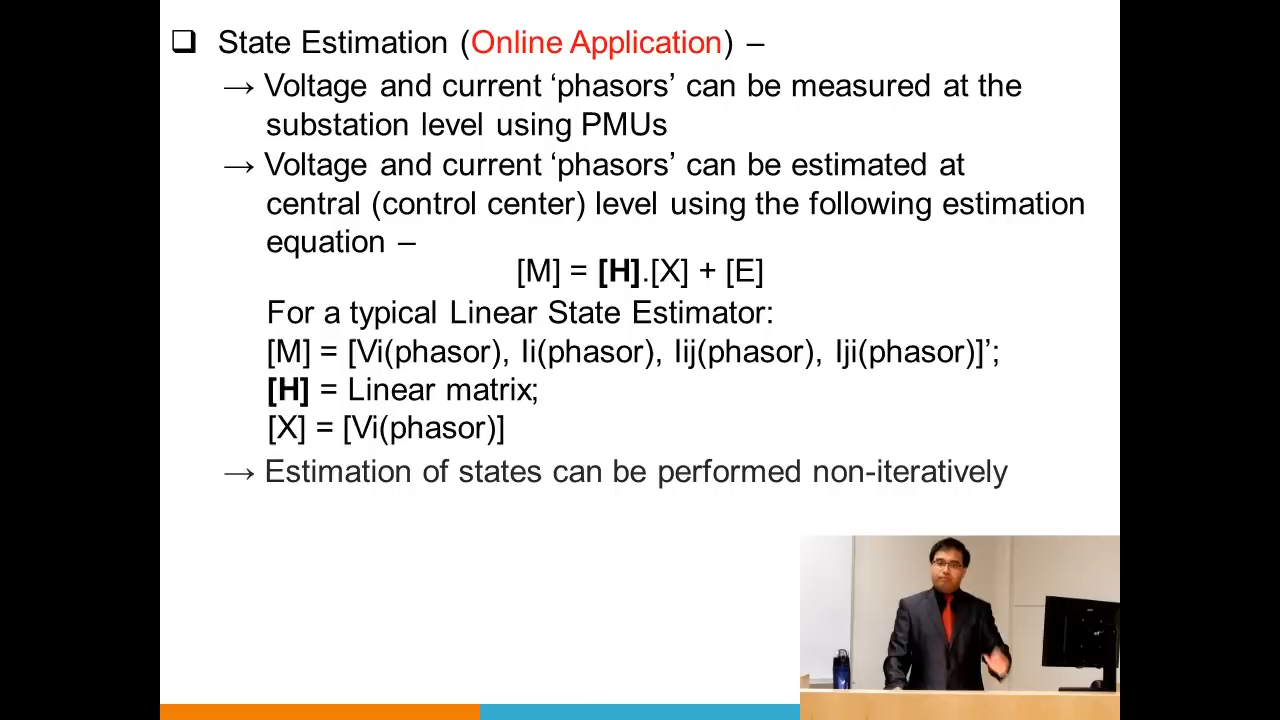 ❑ State Estimation (Online Application) –
→ Voltage and current ‘phasors’ can be measured at the
substation level using PMUs
→ Voltage and current ‘phasors’ can be estimated at
central (control center) level using the following estimation
equation –
[M] = [H].[X] + [E]
For a typical Linear State Estimator:
[M] = [Vi(phasor), Ii(phasor), Iij(phasor), Iji(phasor)]’;
[H] = Linear matrix;
[X] = [Vi(phasor)]
→ Estimation of states can be performed non-iteratively